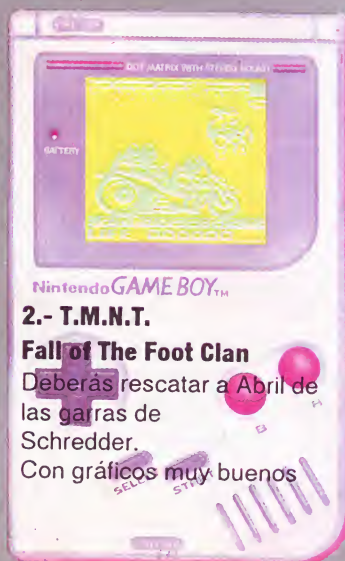 DOT MATRIX WITH STEREO SOUND
BATTERY
Nintendo GAME BOY TM
2.- T.M.N.T.
Fall of The Foot Clan
Deberás rescatar a Abril de
las garras de
Schredder.
Con gráficos muy buenos
SELECT START